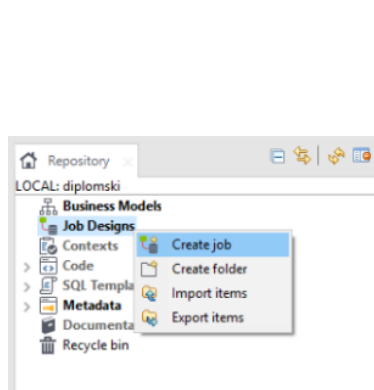 Repository
LOCAL: diplomski
Business Models
Job Designs
Contexts
Create job
Code
Create folder
SQL Templa
Import items
Metadata
Export items
Documenta
Recycle bin